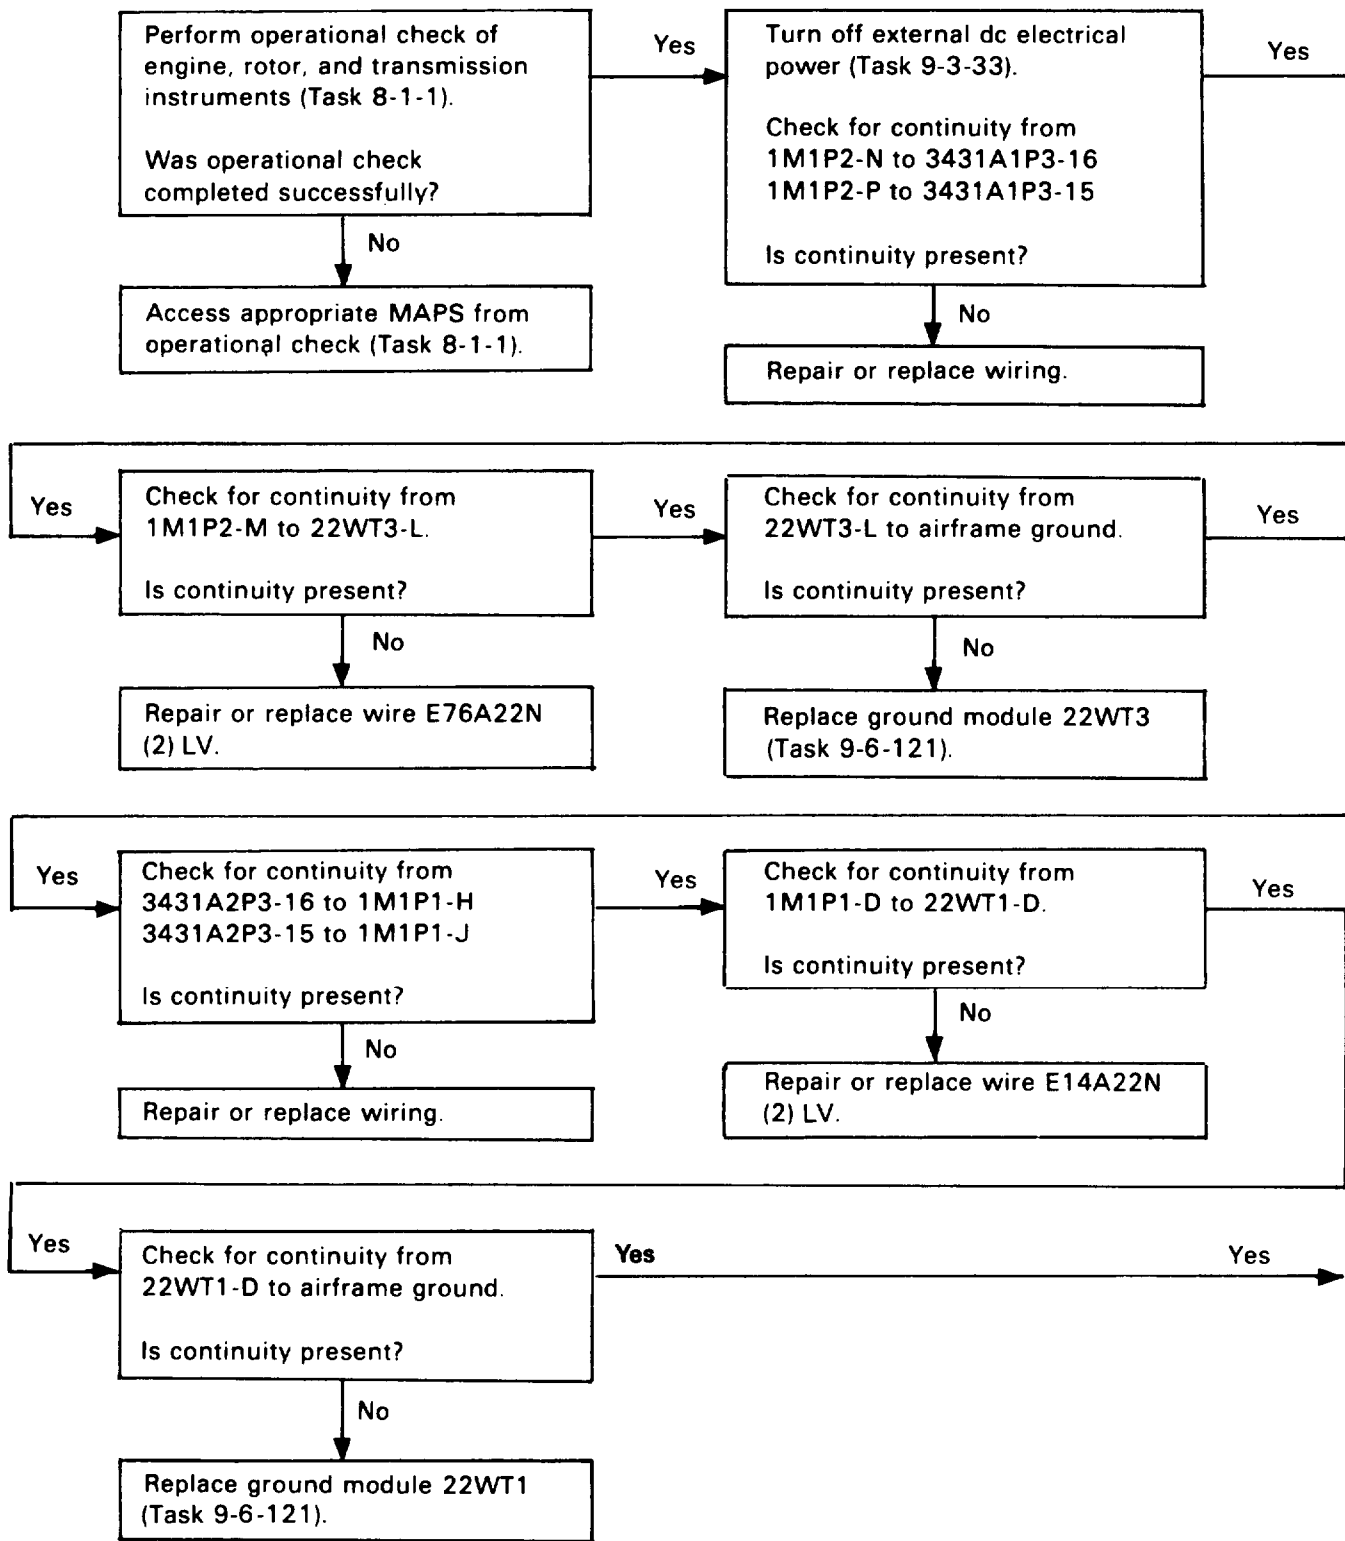 Perform operational check of
engine, rotor, and transmission
instruments (Task 8-1-1).
Was operational check
completed successfully?
Yes
Turn off external dc electrical
power (Task 9-3-33).
Check for continuity from
1M1P2-N to 3431A1P3-16
1M1P2-P to 3431A1P3-15
Is continuity present?
Yes
No
Access appropriate MAPS from
operational check (Task 8-1-1).
No
Repair or replace wiring.
Yes
Check for continuity from
1M1P2-M to 22WT3-L.
Is continuity present?
Yes
Check for continuity from
22WT3-L to airframe ground.
Is continuity present?
Yes
No
Repair or replace wire E76A22N
(2) LV.
No
Replace ground module 22WT3
(Task 9-6-121).
Yes
Check for continuity from
3431A2P3-16 to 1M1P1-H
3431A2P3-15 to 1M1P1-J
Is continuity present?
Yes
Check for continuity from
1M1P1-D to 22WT1-D.
Is continuity present?
Yes
No
Repair or replace wiring.
No
Repair or replace wire E14A22N
(2) LV.
Yes
Check for continuity from
22WT1-D to airframe ground.
Is continuity present?
Yes
Yes
No
Replace ground module 22WT1
(Task 9-6-121).